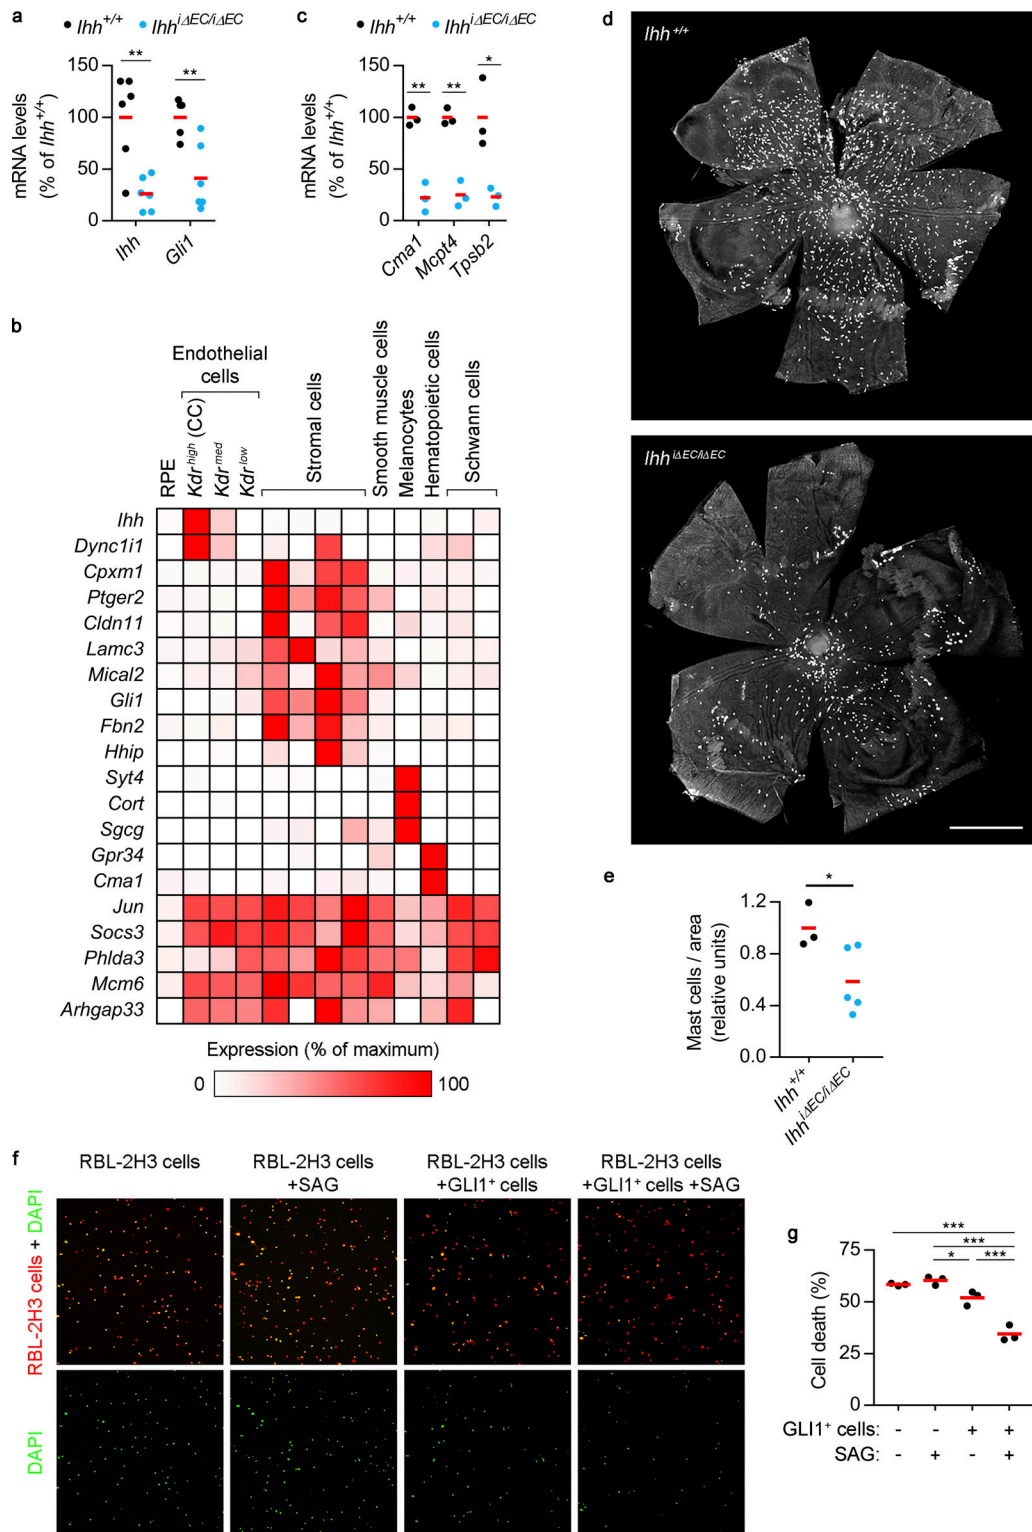 a
Ihh+/+ IhhiΔEC/iΔEC
mRNA levels
(% of Ihh+/+)
150
100
50
0
**
**
Ihh
Gli1
c
Ihh+/+ IhhiΔEC/iΔEC
mRNA levels
(% of Ihh+/+)
150
100
50
0
**
**
*
Cma1
Mcpt4
Tpsb2
d
Ihh+/+
IhhiΔEC/iΔEC
b
Endothelial
cells
RPE
Kdrhigh (CC)
Kdrmed
Kdrlow
Stromal cells
Smooth muscle cells
Melanocytes
Hematopoietic cells
Schwann cells
Ihh
Dync1i1
Cpxm1
Ptger2
Cldn11
Lamc3
Mical2
Gli1
Fbn2
Hhip
Syt4
Cort
Sgcg
Gpr34
Cma1
Jun
Socs3
Phlda3
Mcm6
Arhgap33
Expression (% of maximum)
0 100
e
Mast cells / area
(relative units)
1.2
0.8
0.4
0.0
*
Ihh+/+
IhhiΔEC/iΔEC
f
RBL-2H3 cells
RBL-2H3 cells
+SAG
RBL-2H3 cells
+GLI1+ cells
RBL-2H3 cells
+GLI1+ cells +SAG
RBL-2H3 cells + DAPI
DAPI
g
Cell death (%)
75
50
25
0
***
***
* ***
GLI1+ cells: - - + +
SAG: - + - +